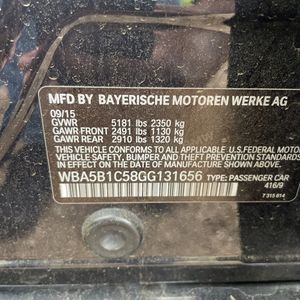 MFD BY BAYERISCHE MOTOREN WERKE AG
09/15
GVWR 5181 lbs 2350 kg
GAWR FRONT 2491 lbs 1130 kg
GAWR REAR 2910 lbs 1320 kg
THIS VEHICLE CONFORMS TO ALL APPLICABLE U.S. FEDERAL MOTOR
VEHICLE SAFETY, BUMPER AND THEFT PREVENTION STANDARDS IN
EFFECT ON THE DATE OF MANUFACTURE SHOWN ABOVE.
WBA5B1C58GG131656 TYPE: PASSENGER CAR
416/9
7 315 614